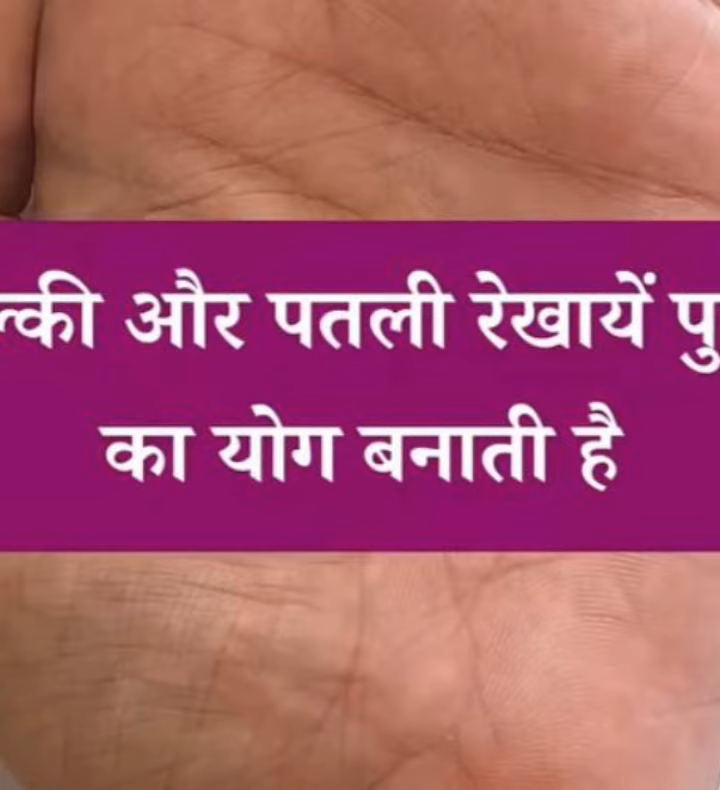 ल्की और पतली रेखायें पु
का योग बनाती है